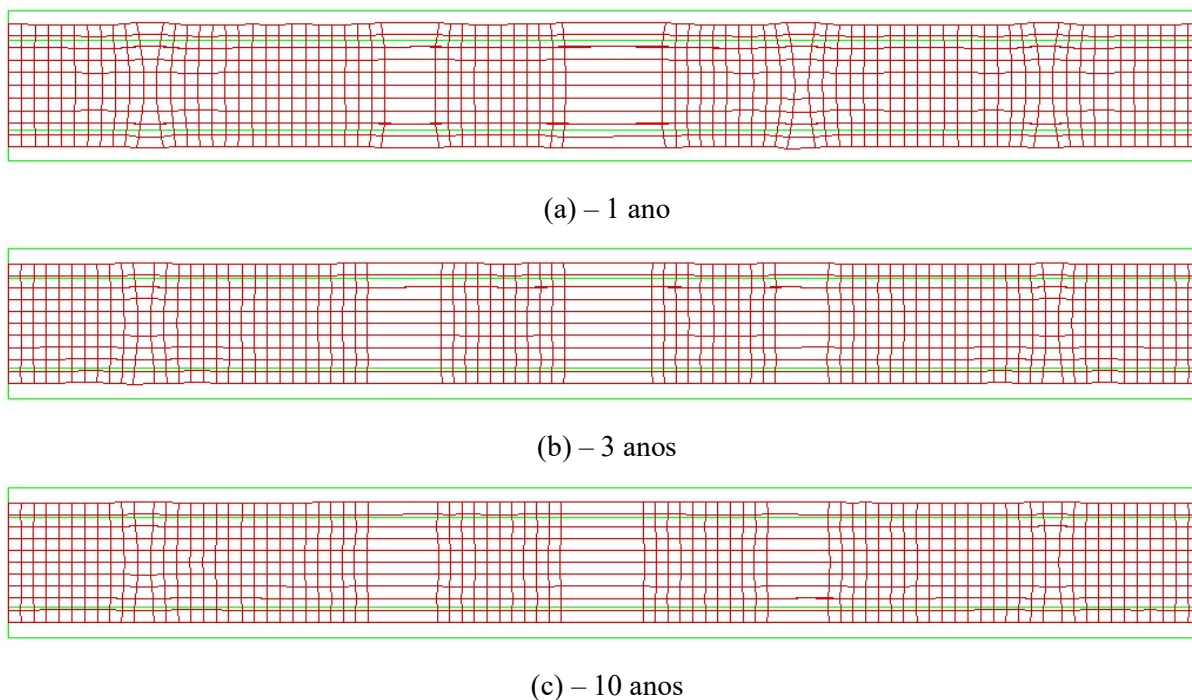 (a) – 1 ano
(b) – 3 anos
(c) – 10 anos